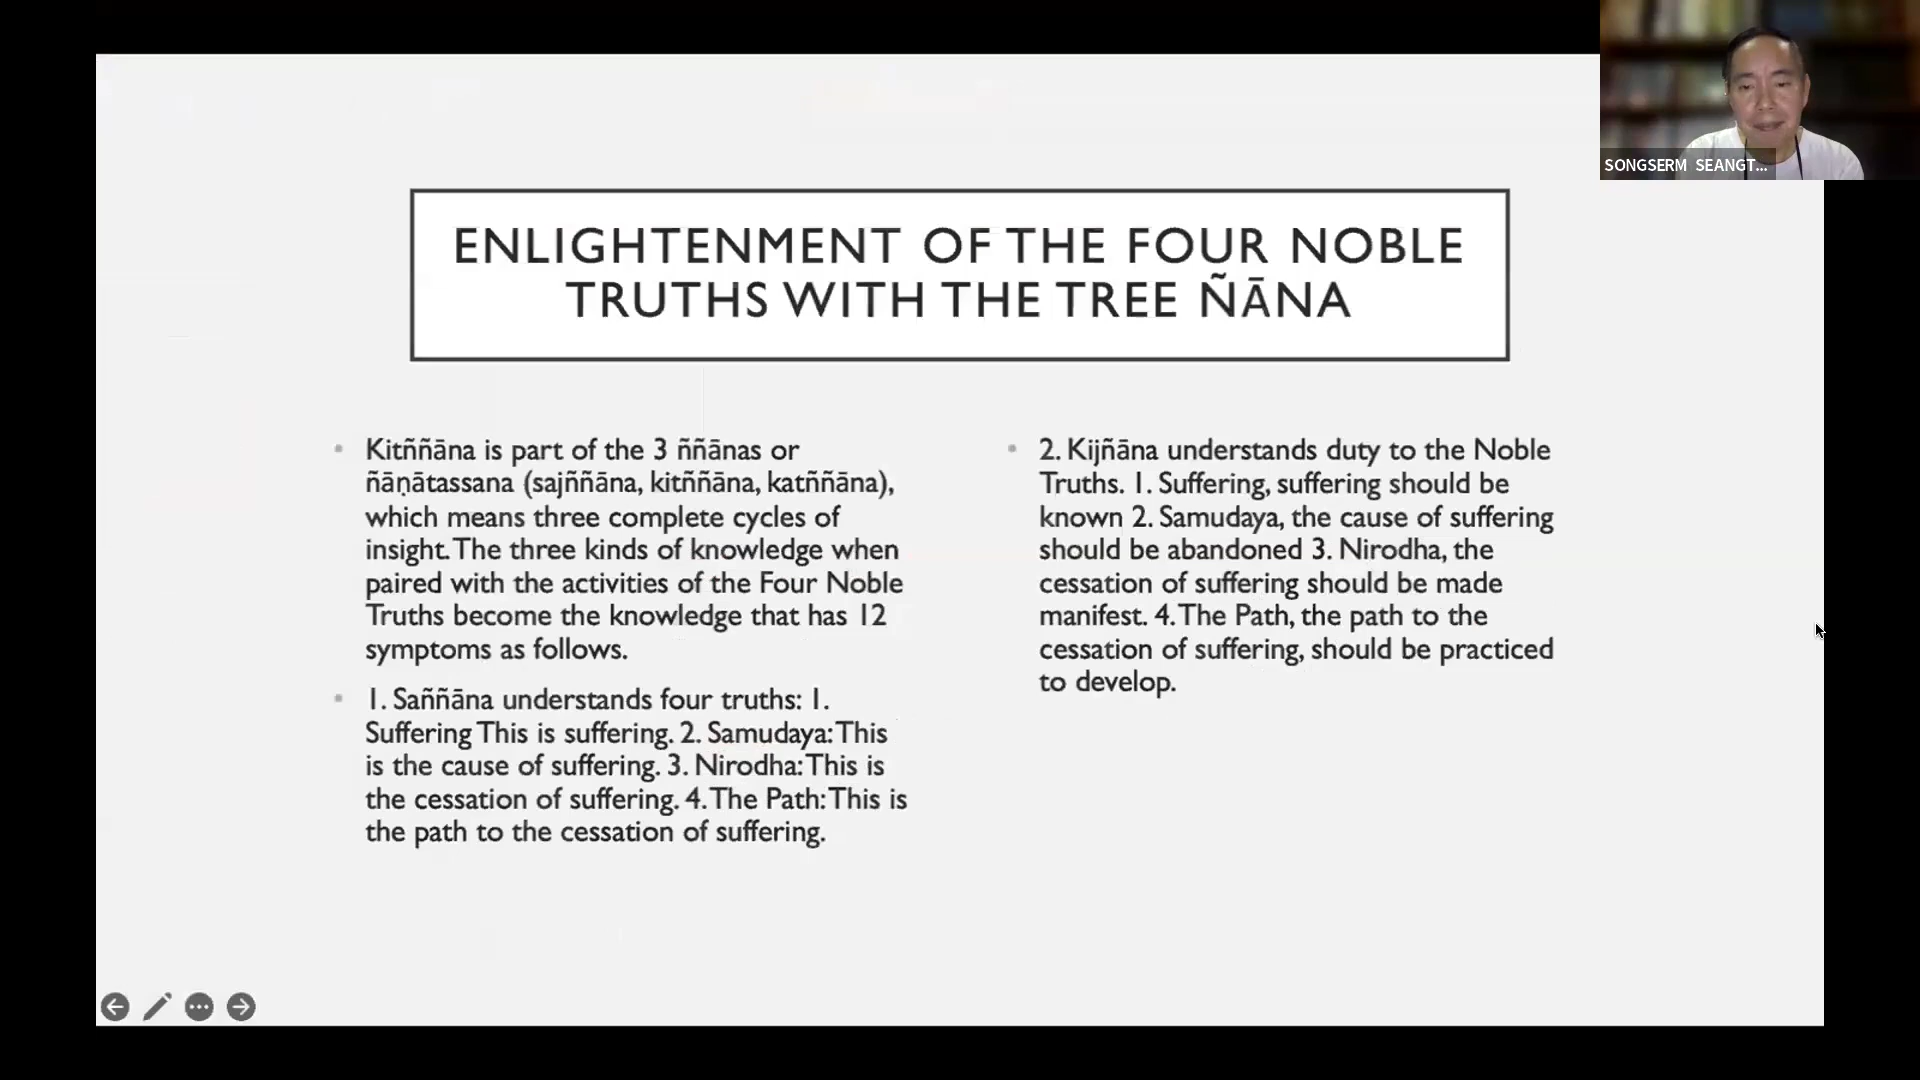 SONGSERM SEANGT...
ENLIGHTENMENT OF THE FOUR NOBLE
TRUTHS WITH THE TREE ÑĀNA
• Kitññāna is part of the 3 ññānas or
ñāṇātassana (sajññāna, kitññāna, katññāna),
which means three complete cycles of
insight. The three kinds of knowledge when
paired with the activities of the Four Noble
Truths become the knowledge that has 12
symptoms as follows.
• 1. Saññāna understands four truths: 1.
Suffering This is suffering. 2. Samudaya: This
is the cause of suffering. 3. Nirodha: This is
the cessation of suffering. 4. The Path: This is
the path to the cessation of suffering.
• 2. Kijñāna understands duty to the Noble
Truths. 1. Suffering, suffering should be
known 2. Samudaya, the cause of suffering
should be abandoned 3. Nirodha, the
cessation of suffering should be made
manifest. 4. The Path, the path to the
cessation of suffering, should be practiced
to develop.